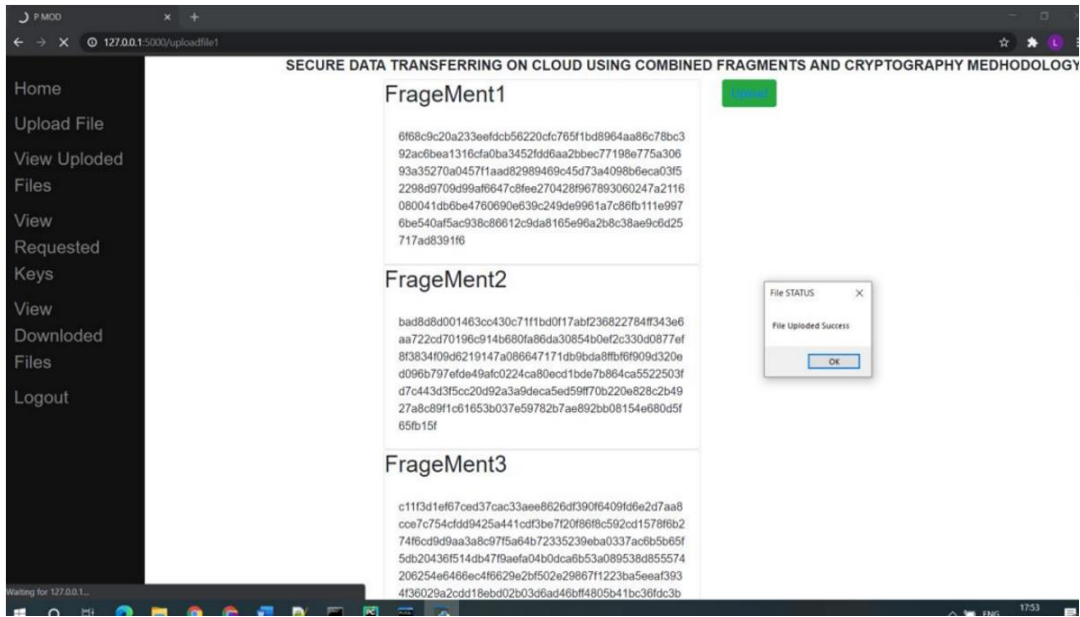 P MOD
127.0.0.1:5000/uploadfile1
SECURE DATA TRANSFERRING ON CLOUD USING COMBINED FRAGMENTS AND CRYPTOGRAPHY MEDHODOLOGY
Home
Upload File
View Uploded
Files
View
Requested
Keys
View
Downloded
Files
Logout
FrageMent1
6f68c9c20a233eefdcb56220cfc765f1bd8964aa86c78bc3
92ac6bea1316cfa0ba3452fdd6aa2bbec77198e775a306
93a35270a0457f1aad82989469c45d73a4098b6eca03f5
2298d9709d99af6647c8fee270428f967893060247a2116
080041db6be4760690e639c249de9961a7c86fb111e997
6be540af5ac938c86612c9da8165e96a2b8c38ae9c6d25
717ad8391f6
Upload
FrageMent2
bad8d8d001463cc430c71f1bd0f17abf236822784ff343e6
aa722cd70196c914b680fa86da30854b0ef2c330d0877ef
8f3834f09d6219147a086647171db9bda8ffbf6f909d320e
d096b797efde49afc0224ca80ecd1bde7b864ca5522503f
d7c443d3f5cc20d92a3a9deca5ed59ff70b220e828c2b49
27a8c89f1c61653b037e59782b7ae892bb08154e680d5f
65fb15f
File STATUS
File Uploded Success
OK
FrageMent3
c11f3d1ef67ced37cac33aee8626df390f6409fd6e2d7aa8
cce7c754cfdd9425a441cdf3be7f20f86f8c592cd1578f6b2
74f6cd9d9aa3a8c97f5a64b72335239eba0337ac6b5b65f
5db20436f514db47f9aefa04b0dca6b53a089538d855574
206254e6466ec4f6629e2bf502e29867f1223ba5eeaf393
4f36029a2cdd18ebd02b03d6ad46bff4805b41bc36fdc3b
Waiting for 127.0.0.1...
ENG
17:53